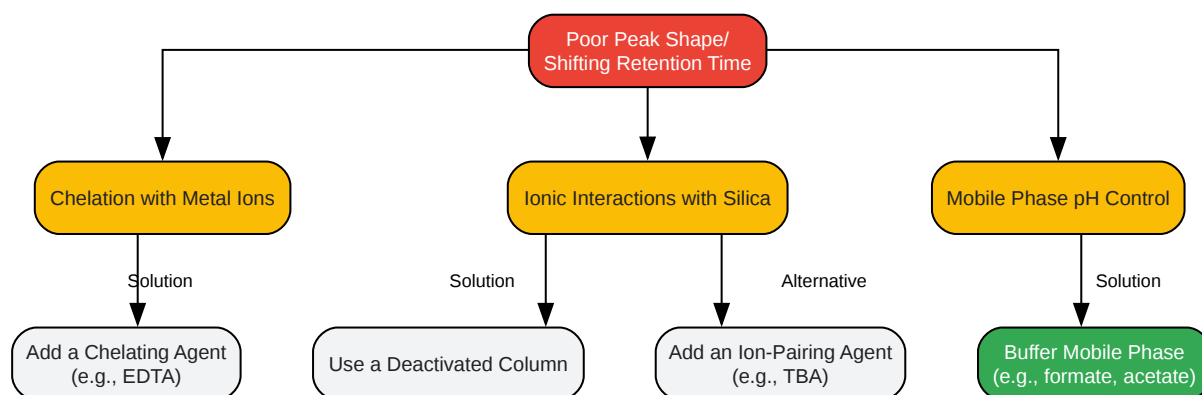 Poor Peak Shape/
Shifting Retention Time
Chelation with Metal Ions
Ionic Interactions with Silica
Mobile Phase pH Control
Solution
Solution
Alternative
Solution
Add a Chelating Agent
(e.g., EDTA)
Use a Deactivated Column
Add an Ion-Pairing Agent
(e.g., TBA)
Buffer Mobile Phase
(e.g., formate, acetate)